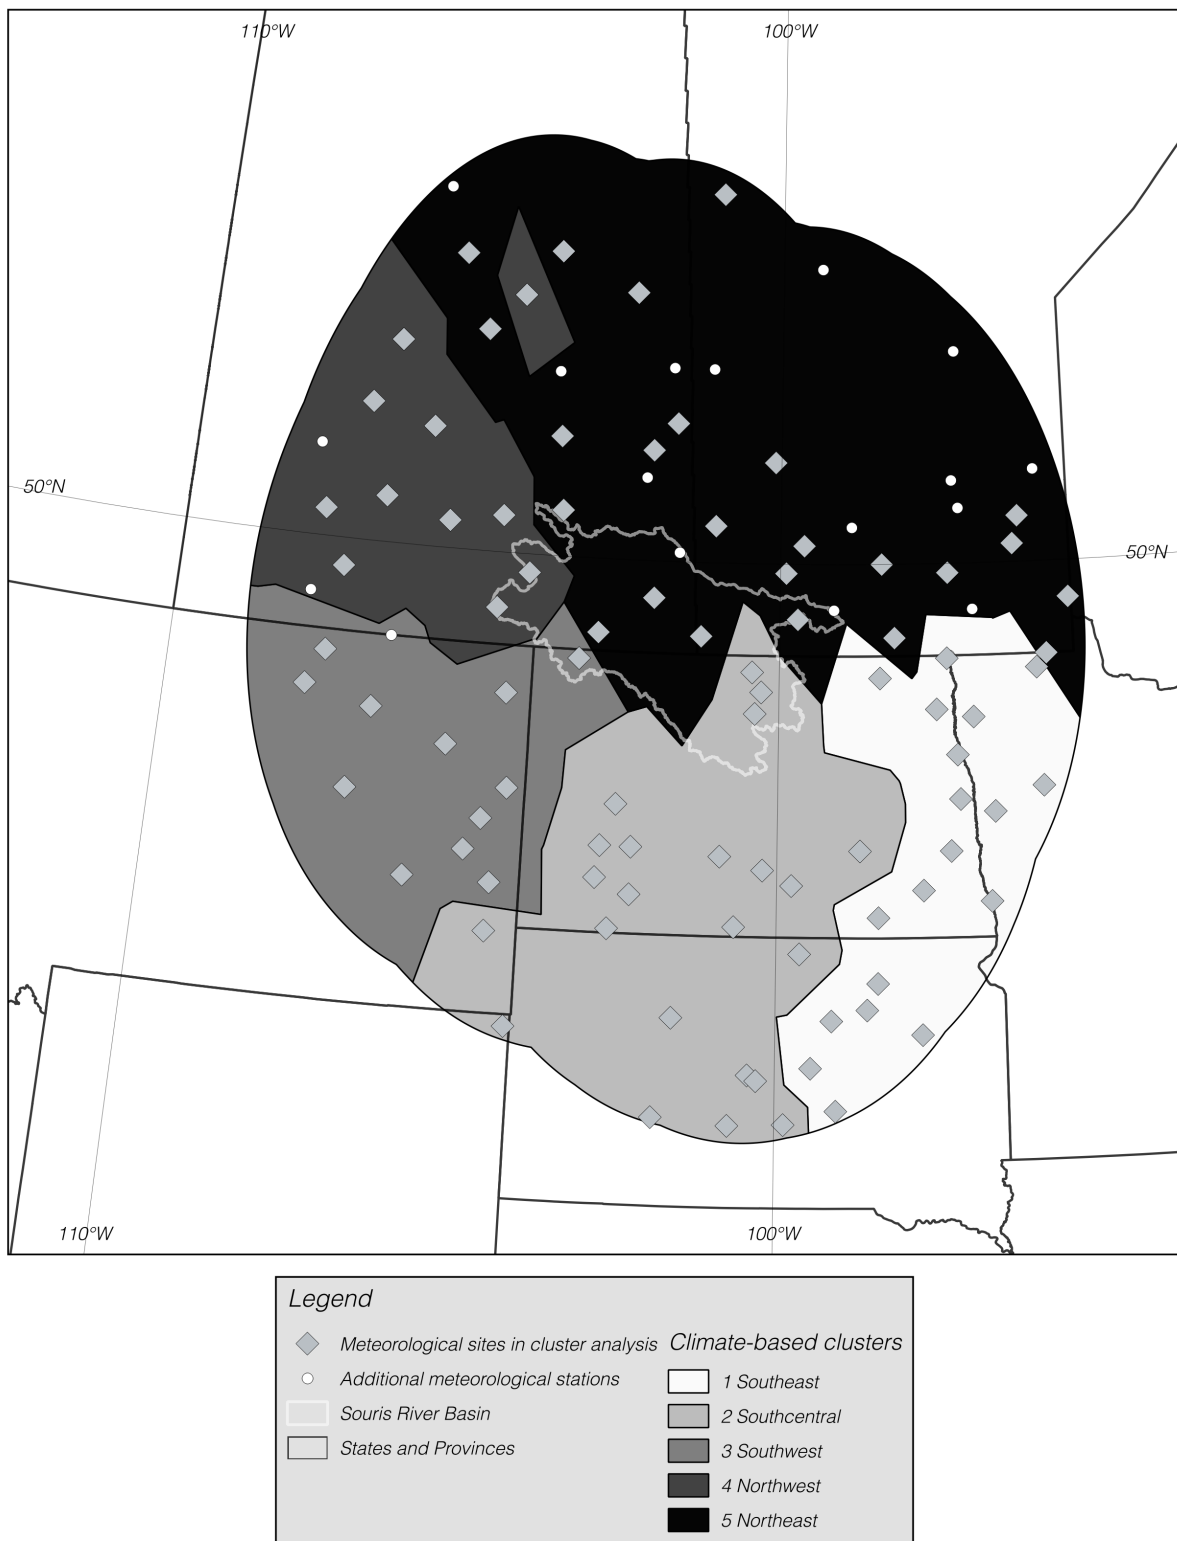 110°W
100°W
50°N
50°N
110°W
100°W
Legend
Meteorological sites in cluster analysis
Additional meteorological stations
Souris River Basin
States and Provinces
Climate-based clusters
1 Southeast
2 Southcentral
3 Southwest
4 Northwest
5 Northeast